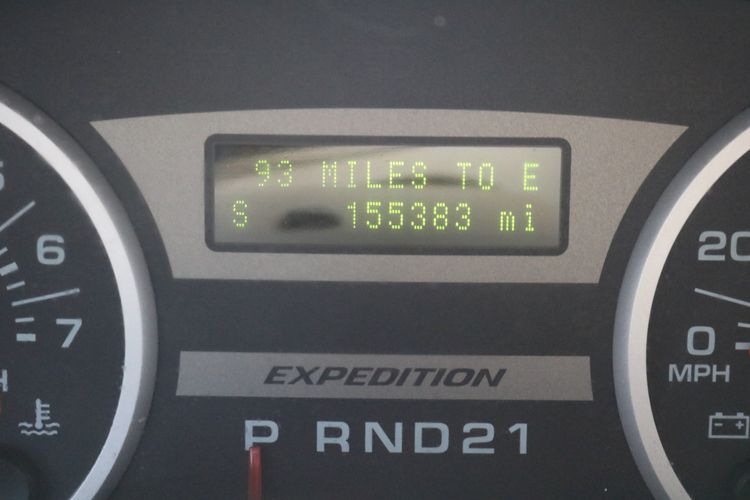 93 MILES TO E
S 155383 mi
6
7
20
0
MPH
EXPEDITION
P RND21